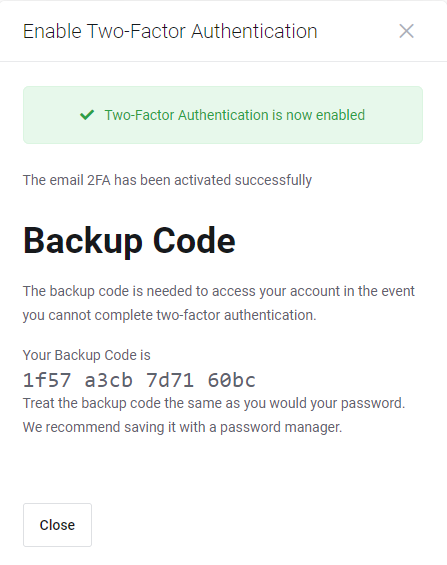 Enable Two-Factor Authentication
Two-Factor Authentication is now enabled
The email 2FA has been activated successfully
Backup Code
The backup code is needed to access your account in the event
you cannot complete two-factor authentication.
Your Backup Code is
1f57 a3cb 7d71 60bc
Treat the backup code the same as you would your password.
We recommend saving it with a password manager.
Close